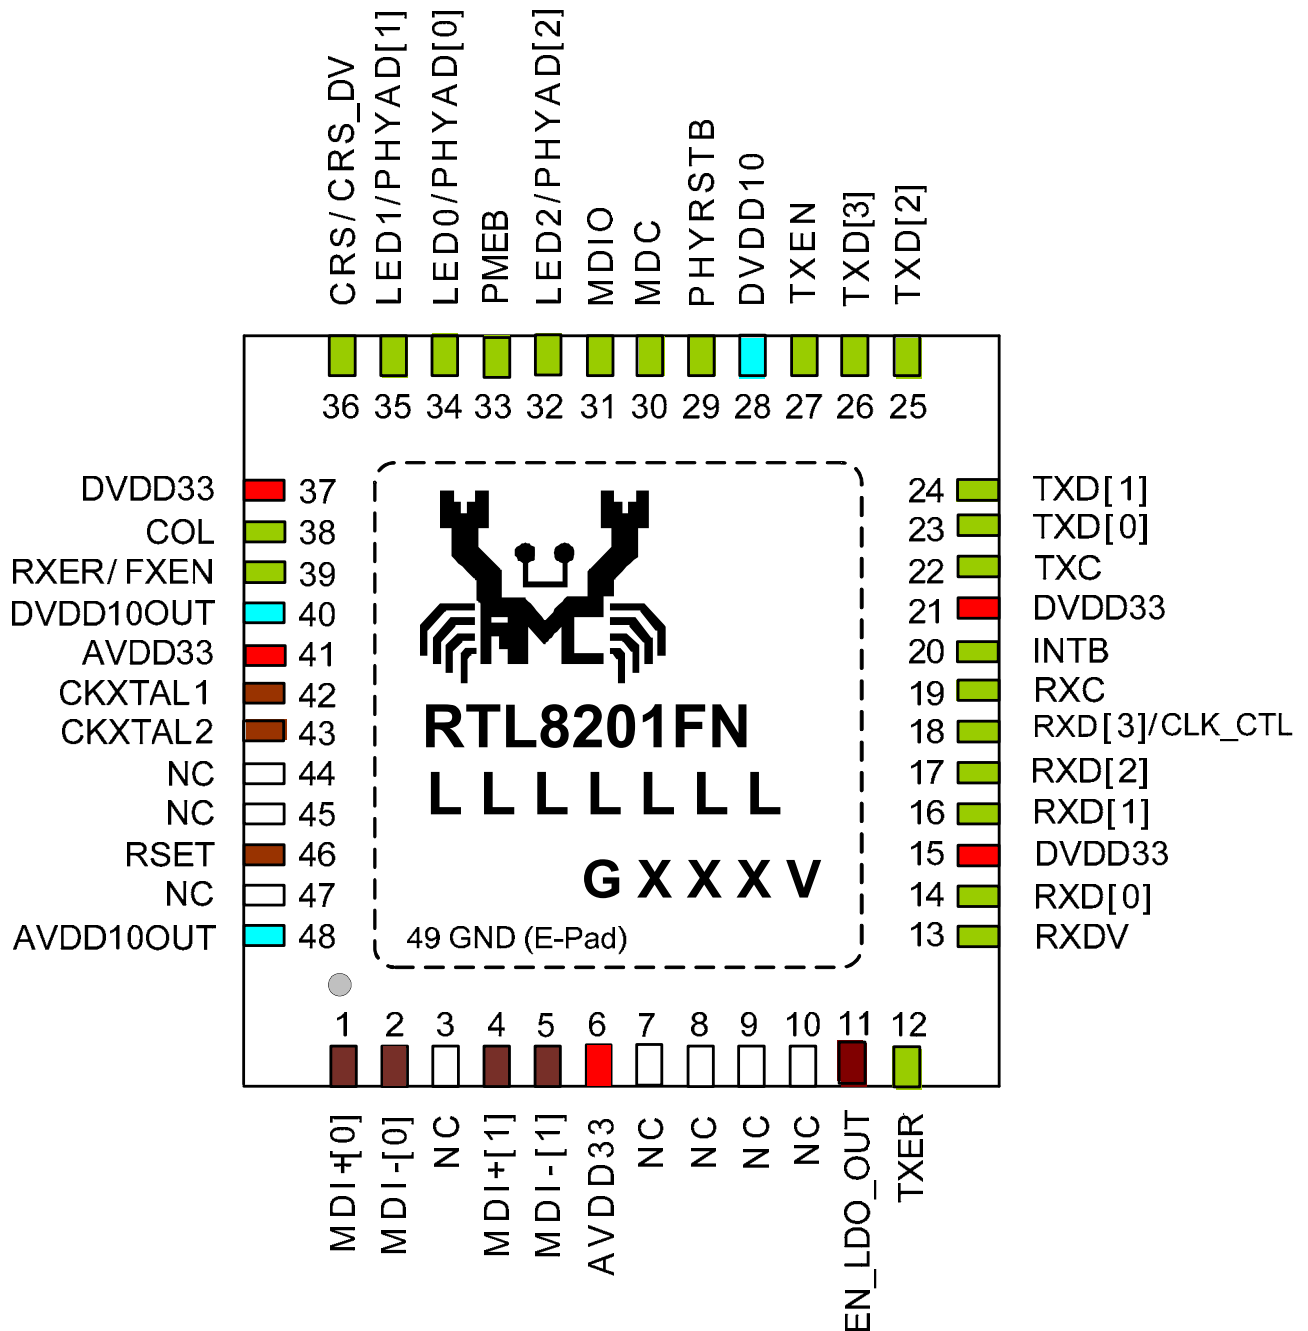 CRS/CRS_DV
LED1/PHYAD[1]
LED0/PHYAD[0]
PMEB
LED2/PHYAD[2]
MDIO
MDC
PHYRSTB
DVDD10
TXEN
TXD[3]
TXD[2]
36 35 34 33 32 31 30 29 28 27 26 25
DVDD33 37
COL 38
RXER/FXEN 39
DVDD10OUT 40
AVDD33 41
CKXTAL1 42
CKXTAL2 43
NC 44
NC 45
RSET 46
NC 47
AVDD10OUT 48
RTL8201FN
LLLLLLL
GXXXV
49 GND (E-Pad)
24 TXD[1]
23 TXD[0]
22 TXC
21 DVDD33
20 INTB
19 RXC
18 RXD[3]/CLK_CTL
17 RXD[2]
16 RXD[1]
15 DVDD33
14 RXD[0]
13 RXDV
1 2 3 4 5 6 7 8 9 10 11 12
MDI+[0]
MDI-[0]
NC
MDI+[1]
MDI-[1]
AVDD33
NC
NC
NC
NC
EN_LDO_OUT
TXER